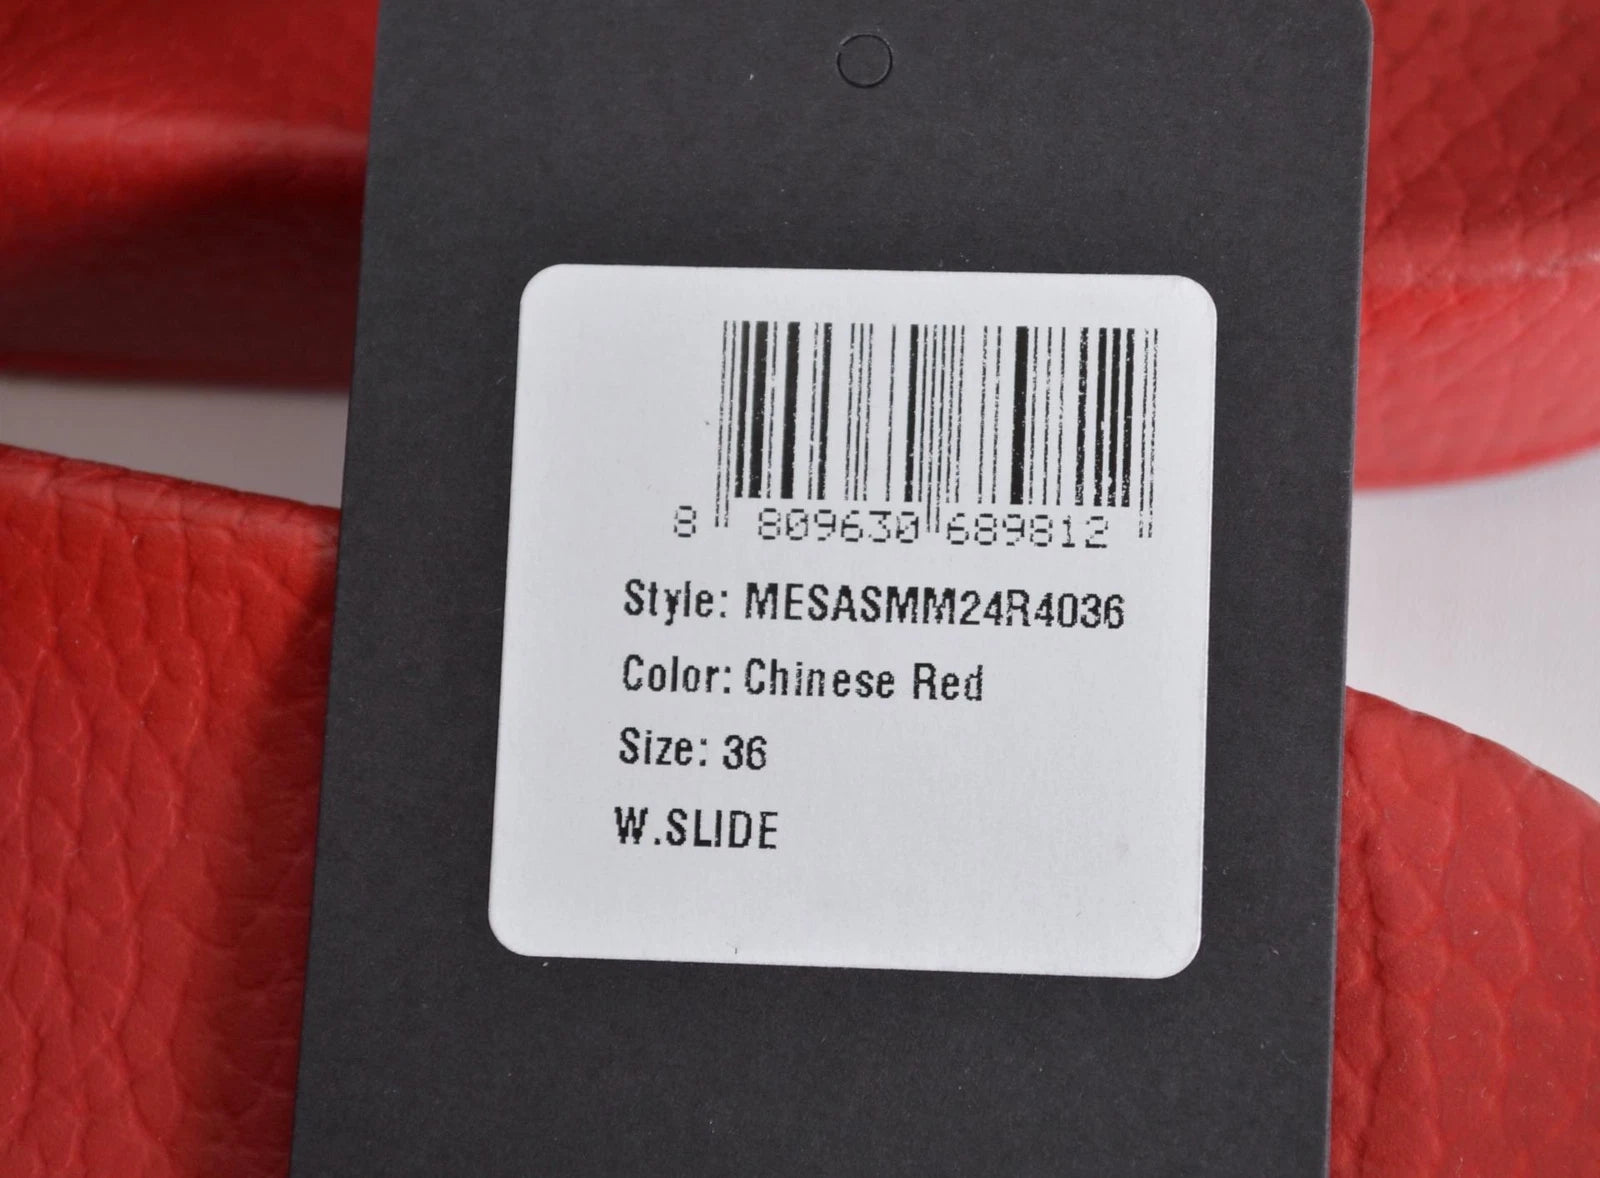 8 809630 689812
Style: MESASMM24R4036
Color: Chinese Red
Size: 36
W.SLIDE